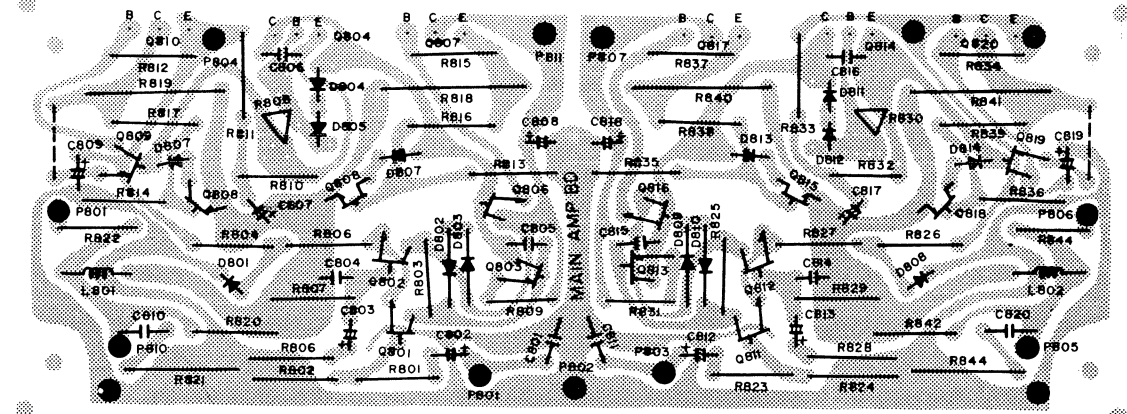 B C E C B E B C E B C E C B E B C E
Q810 Q804 Q807 P811 P807 Q817 Q814 Q820
R812 P804 C806 R815 R837 C816 R834
R819 D804 R818 R840 D811 R841
R817 R808 R816 C808 C818 R838 R830
Q809 R811 D805 D813 R833 R839 Q819 C819
C809 D807 D807 R813 R835 D812 R832 D814
R814 Q808 R810 Q808 Q806 Q816 Q815 C817 R836
P801 C807 D802 D803 D809 D810 R825 Q818 P806
R822 R804 R806 C805 MAIN AMP.BD C815 R827 R826 R844
D801 C804 Q802 R803 Q803 Q813 Q812 C814 D808
L801 R807 R829 L802
C810 C803 R809 R831 C813 C820
R820 C802 C801 C811 C812 R842
P810 R806 Q801 P803 Q811 R828 P805
R821 R802 R801 P801 P802 R823 R824 R844